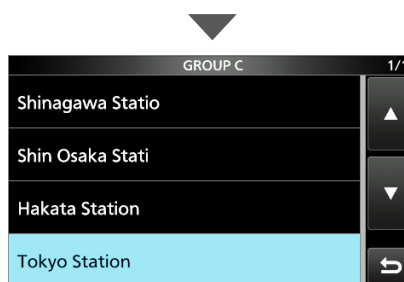 GROUP C 1/1
Shinagawa Statio
Shin Osaka Stati
Hakata Station
Tokyo Station